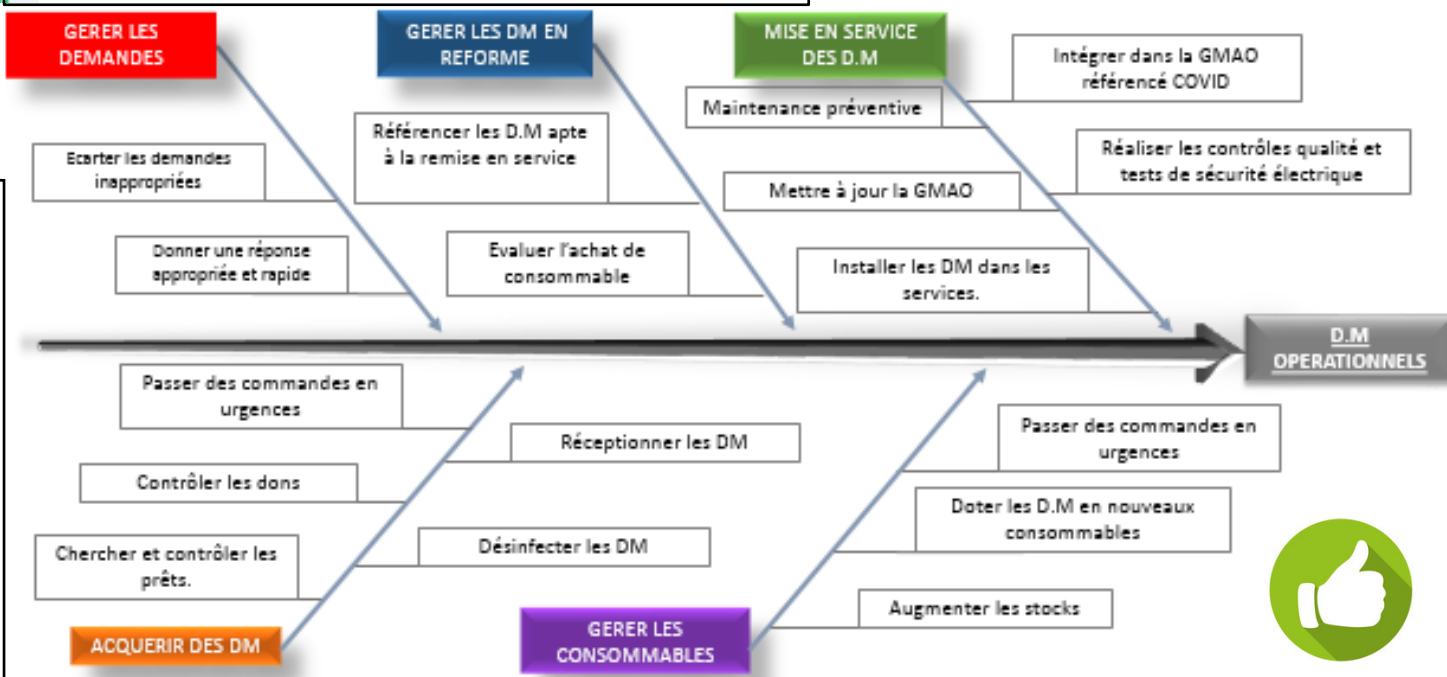 GERER LES
DEMANDES
GERER LES DM EN
REFORME
MISE EN SERVICE
DES D.M
Intégrer dans la GMAO
référencé COVID
Maintenance préventive
Référencer les D.M apte
à la remise en service
Réaliser les contrôles qualité et
tests de sécurité électrique
Ecarter les demandes
inappropriées
Mettre à jour la GMAO
Donner une réponse
appropriée et rapide
Evaluer l'achat de
consommable
Installer les DM dans les
services.
D.M
OPERATIONNELS
Passer des commandes en
urgences
Réceptionner les DM
Passer des commandes en
urgences
Contrôler les dons
Doter les D.M en nouveaux
consommables
Chercher et contrôler les
prêts.
Désinfecter les DM
Augmenter les stocks
ACQUERIR DES DM
GERER LES
CONSOMMABLES